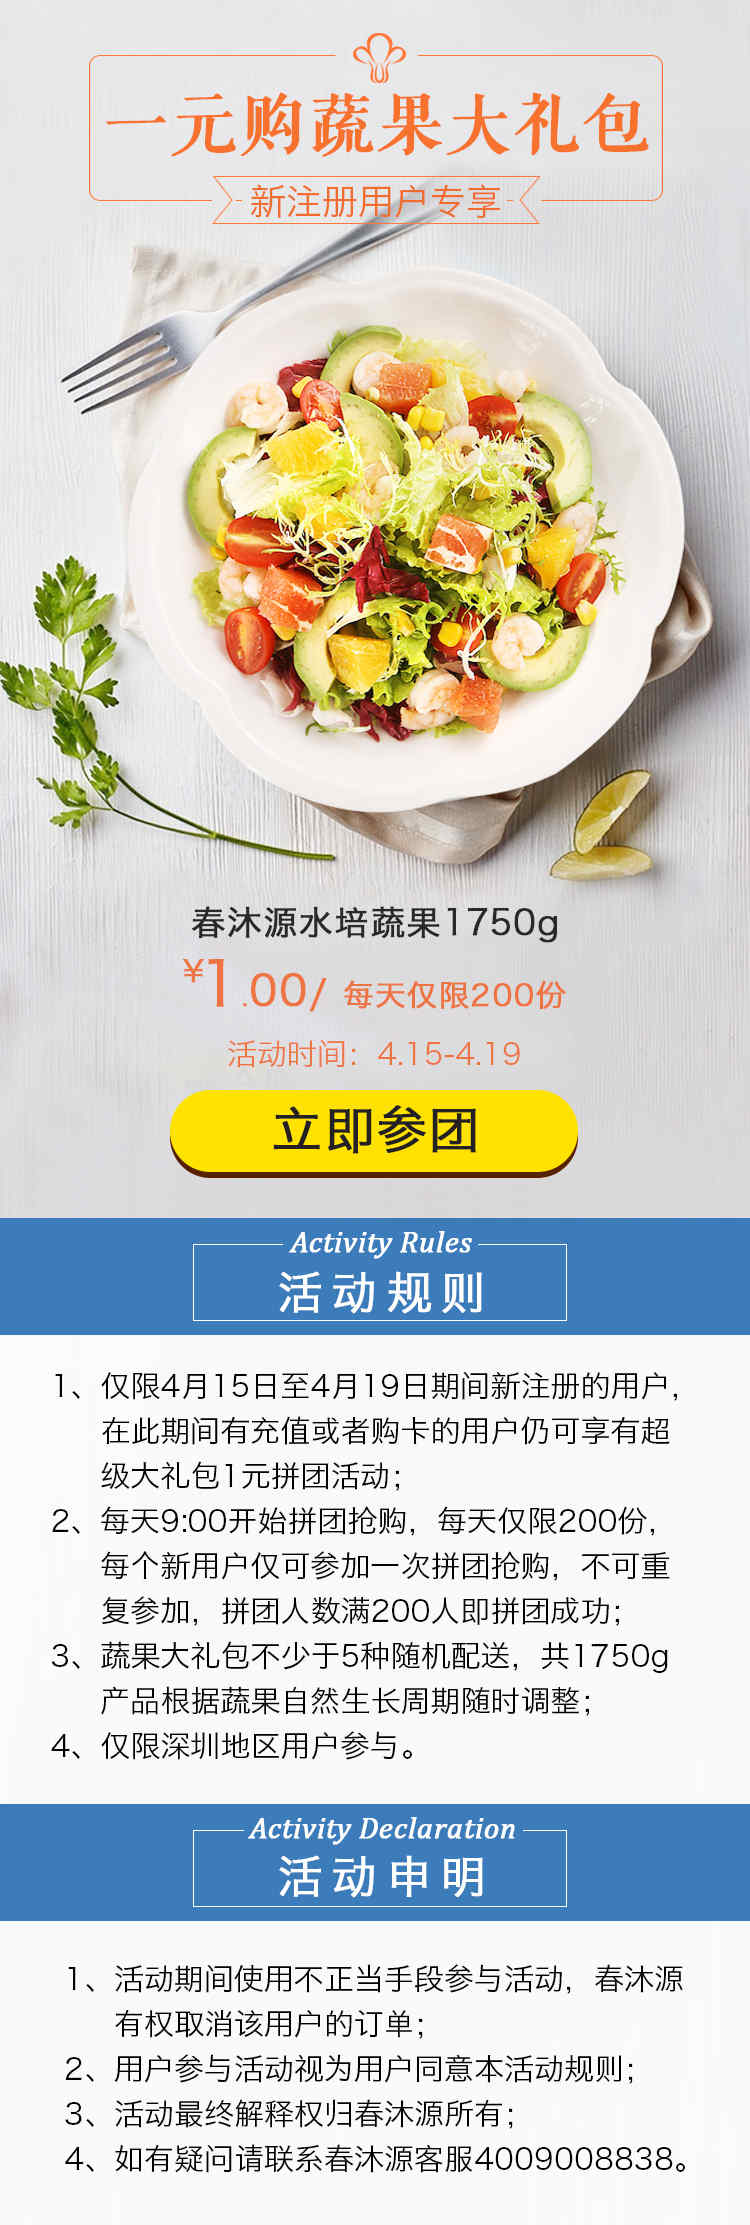 一元购蔬果大礼包
新注册用户专享
春沐源水培蔬果1750g
¥1.00/ 每天仅限200份
活动时间：4.15-4.19
立即参团
Activity Rules
活动规则
1、仅限4月15日至4月19日期间新注册的用户，
在此期间有充值或者购卡的用户仍可享有超
级大礼包1元拼团活动；
2、每天9:00开始拼团抢购，每天仅限200份，
每个新用户仅可参加一次拼团抢购，不可重
复参加，拼团人数满200人即拼团成功；
3、蔬果大礼包不少于5种随机配送，共1750g
产品根据蔬果自然生长周期随时调整；
4、仅限深圳地区用户参与。
Activity Declaration
活动申明
1、活动期间使用不正当手段参与活动，春沐源
有权取消该用户的订单；
2、用户参与活动视为用户同意本活动规则；
3、活动最终解释权归春沐源所有；
4、如有疑问请联系春沐源客服4009008838。